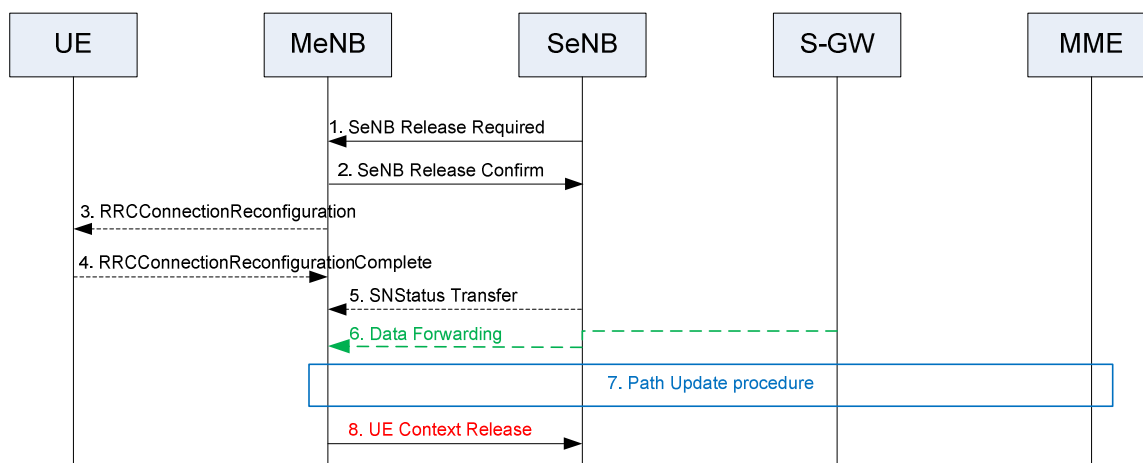 UE
MeNB
SeNB
S-GW
MME
1. SeNB Release Required
2. SeNB Release Confirm
3. RRCConnectionReconfiguration
4. RRCConnectionReconfigurationComplete
5. SNStatus Transfer
6. Data Forwarding
7. Path Update procedure
8. UE Context Release